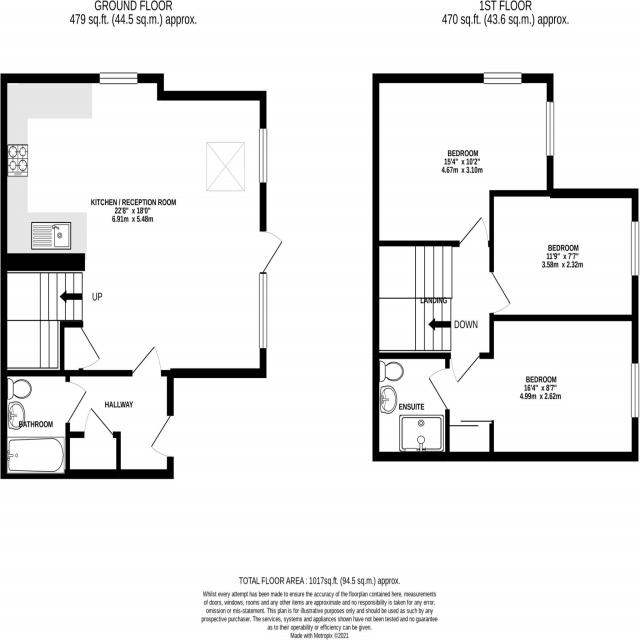 GROUND FLOOR
479 sq.ft. (44.5 sq.m.) approx.
1ST FLOOR
470 sq.ft. (43.6 sq.m.) approx.
KITCHEN / RECEPTION ROOM
22'8" x 18'0"
6.91m x 5.48m
UP
HALLWAY
BATHROOM
BEDROOM
15'4" x 10'2"
4.67m x 3.10m
BEDROOM
11'9" x 7'7"
3.58m x 2.32m
LANDING
DOWN
BEDROOM
16'4" x 8'7"
4.99m x 2.62m
ENSUITE
TOTAL FLOOR AREA : 1017sq.ft. (94.5 sq.m.) approx.
Whilst every attempt has been made to ensure the accuracy of the floorplan contained here, measurements
of doors, windows, rooms and any other items are approximate and no responsibility is taken for any error,
omission or mis-statement. This plan is for illustrative purposes only and should be used as such by any
prospective purchaser. The services, systems and appliances shown have not been tested and no guarantee
as to their operability or efficiency can be given.
Made with Metropix ©2021